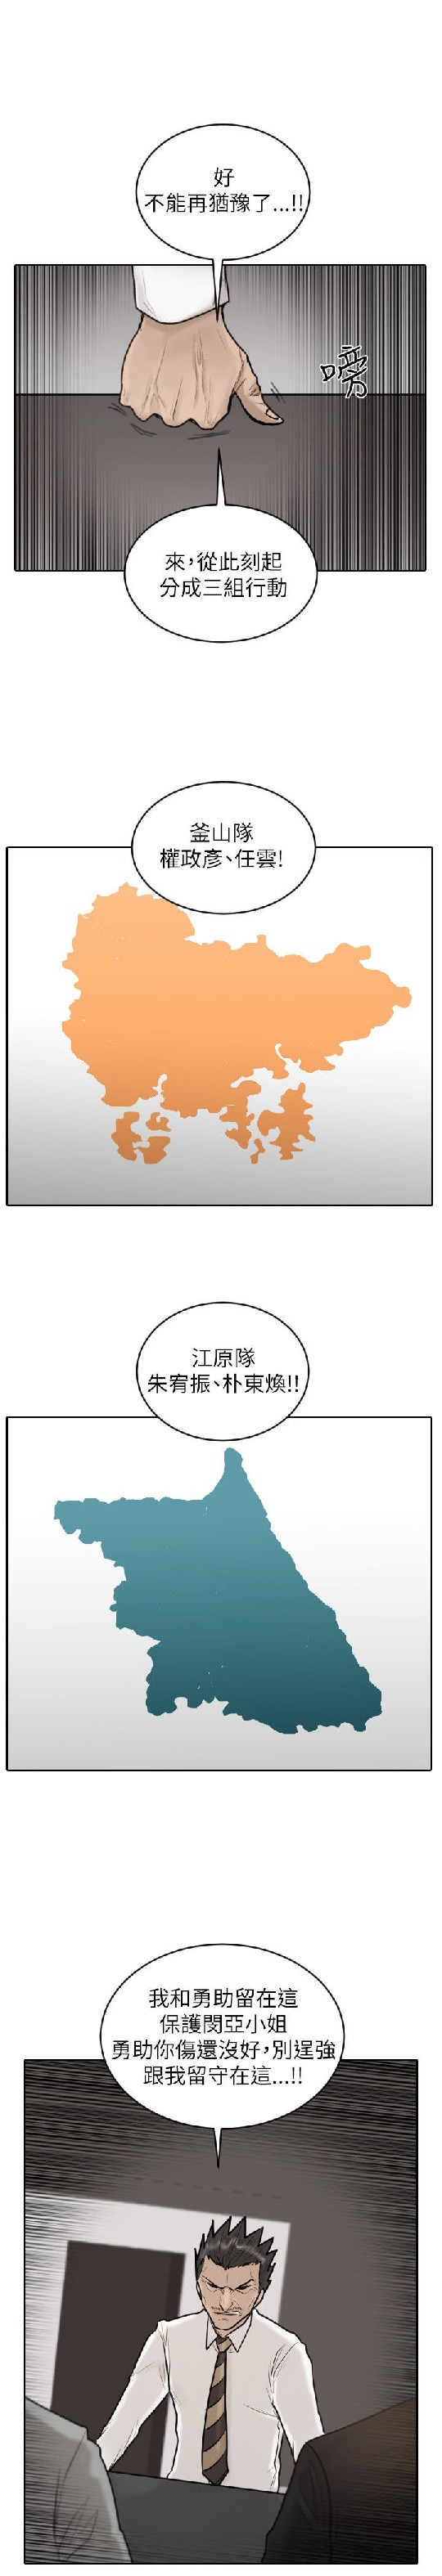 好
不能再猶豫了...!!
嗙
來，從此刻起
分成三組行動
釜山隊
權政彥、任雲!
江原隊
朱宥振、朴東煥!!
我和勇助留在這
保護閔亞小姐
勇助你傷還沒好，別逞強
跟我留守在這...!!